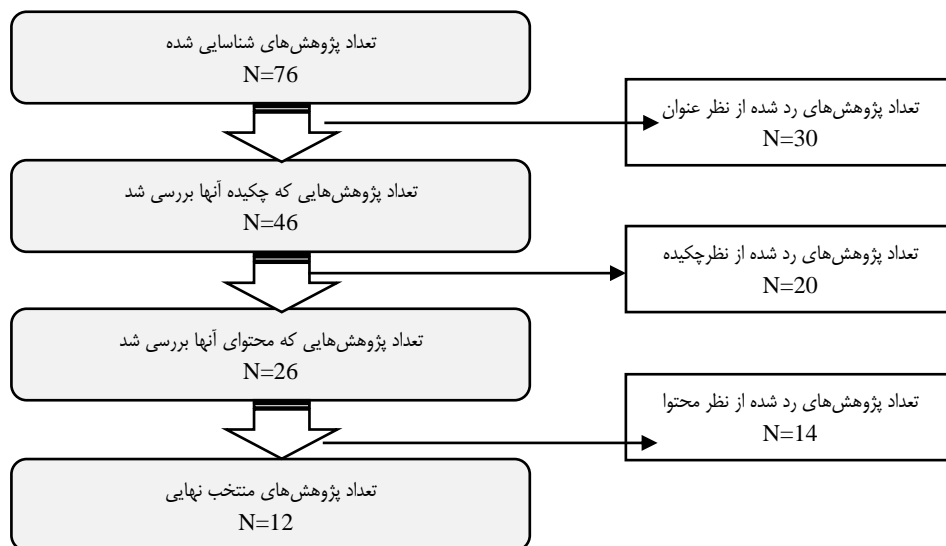 تعداد پژوهش‌های شناسایی شده
N=76
تعداد پژوهش‌های رد شده از نظر عنوان
N=30
تعداد پژوهش‌هایی که چکیده آنها بررسی شد
N=46
تعداد پژوهش‌های رد شده از نظرچکیده
N=20
تعداد پژوهش‌هایی که محتوای آنها بررسی شد
N=26
تعداد پژوهش‌های رد شده از نظر محتوا
N=14
تعداد پژوهش‌های منتخب نهایی
N=12